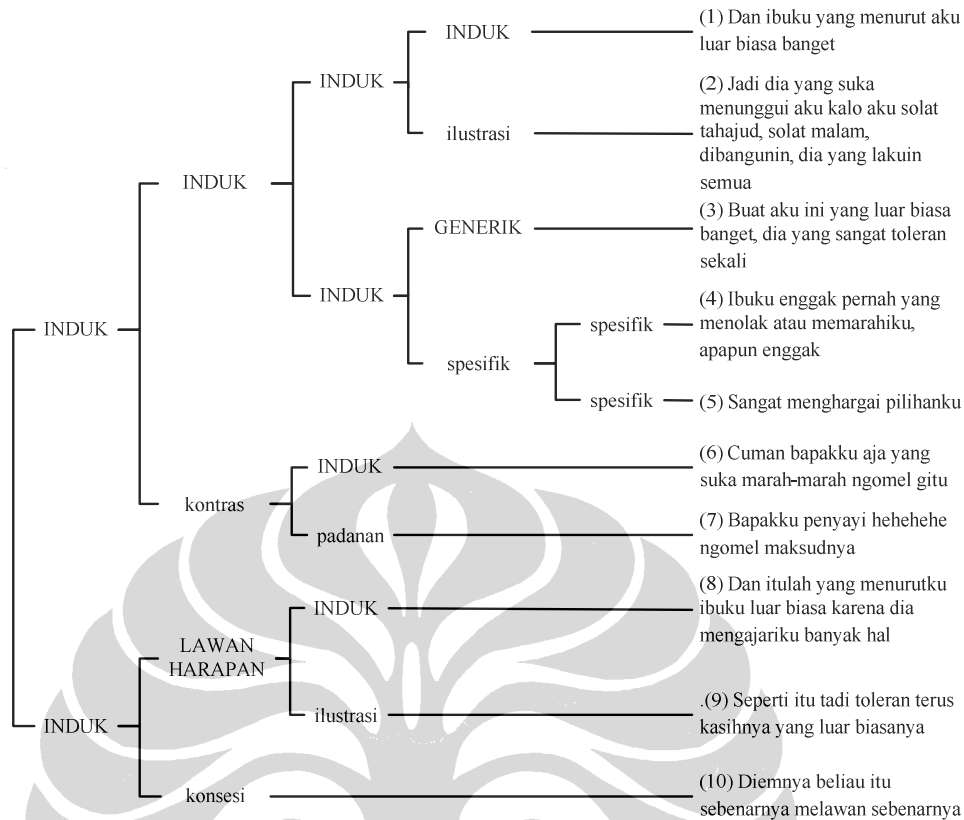 INDUK
(1) Dan ibuku yang menurut aku
luar biasa banget
INDUK
ilustrasi
(2) Jadi dia yang suka
menunggui aku kalo aku solat
tahajud, solat malam,
dibangunin, dia yang lakuin
semua
INDUK
GENERIK
(3) Buat aku ini yang luar biasa
banget, dia yang sangat toleran
sekali
INDUK
INDUK
spesifik
spesifik
(4) Ibuku enggak pernah yang
menolak atau memarahiku,
apapun enggak
spesifik
(5) Sangat menghargai pilihanku
kontras
INDUK
(6) Cuman bapakku aja yang
suka marah-marah ngomel gitu
padanan
(7) Bapakku penyayi hehehehe
ngomel maksudnya
INDUK
LAWAN
HARAPAN
INDUK
(8) Dan itulah yang menurutku
ibuku luar biasa karena dia
mengajariku banyak hal
ilustrasi
.(9) Seperti itu tadi toleran terus
kasihnya yang luar biasanya
konsesi
(10) Diemnya beliau itu
sebenarnya melawan sebenarnya